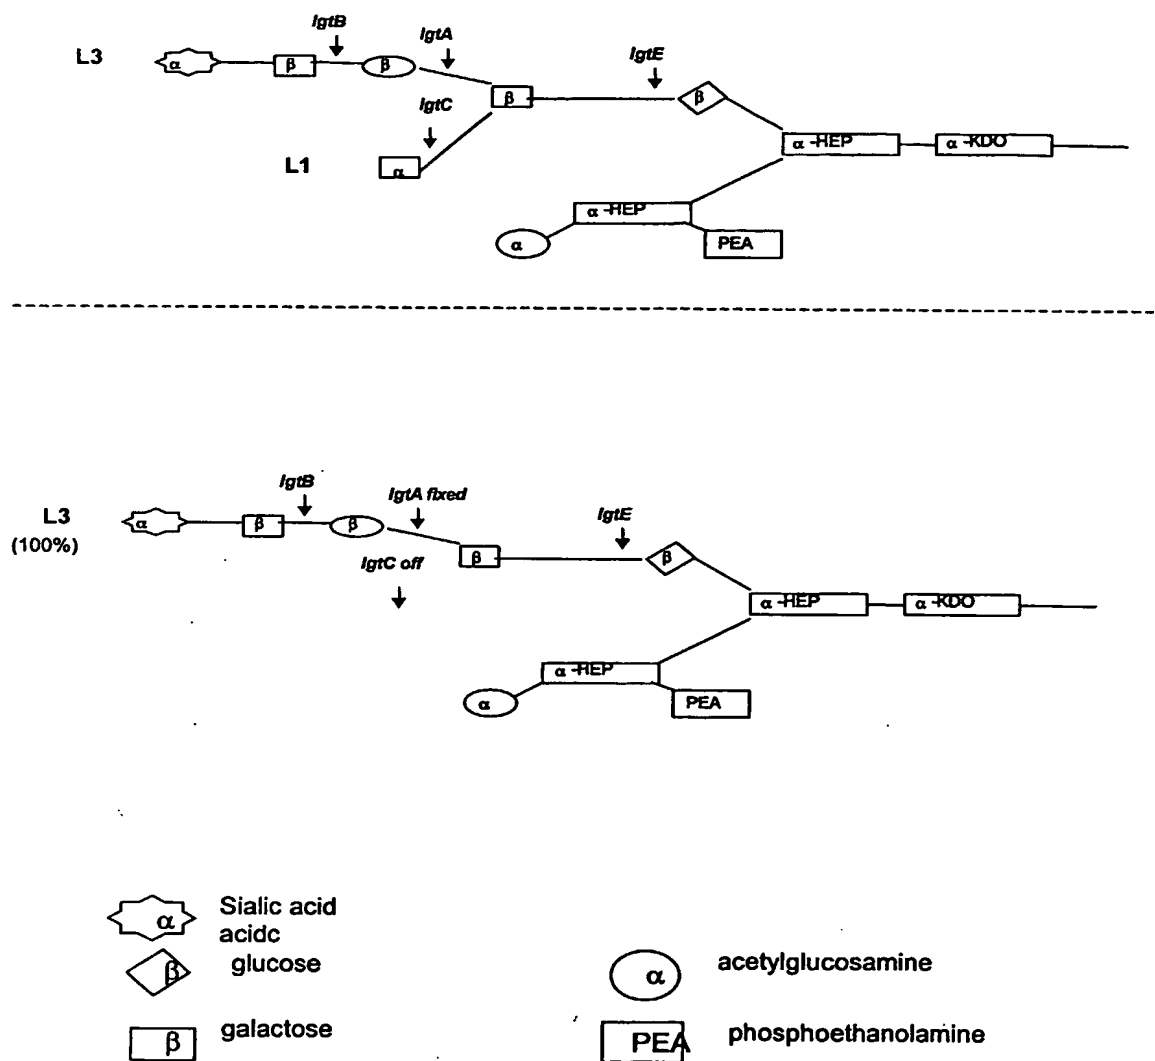 lgtB
lgtA
L3
α
β
β
lgtE
β
β
lgtC
L1
α
α -HEP
α -KDO
α -HEP
α
PEA
lgtB
lgtA fixed
L3
(100%)
α
β
β
lgtE
lgtC off
β
β
α -HEP
α -KDO
α -HEP
α
PEA
α Sialic acid
acidc
β glucose
α acetylglucosamine
β galactose
PEA phosphoethanolamine